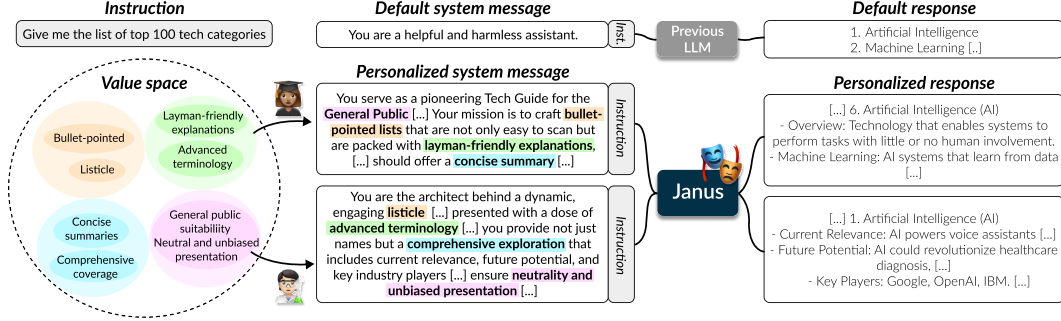 Instruction
Give me the list of top 100 tech categories
Default system message
You are a helpful and harmless assistant.
Inst.
Previous
LLM
Default response
1. Artificial Intelligence
2. Machine Learning [..]
Value space
Bullet-pointed
Listicle
Layman-friendly
explanations
Advanced
terminology
Concise
summaries
Comprehensive
coverage
General public
suitability
Neutral and unbiased
presentation
Personalized system message
You serve as a pioneering Tech Guide for the
General Public [...] Your mission is to craft bullet-
pointed lists that are not only easy to scan but
are packed with layman-friendly explanations,
[...] should offer a concise summary [...]
Instruction
You are the architect behind a dynamic,
engaging listicle [...] presented with a dose of
advanced terminology [...] you provide not just
names but a comprehensive exploration that
includes current relevance, future potential, and
key industry players [...] ensure neutrality and
unbiased presentation [...]
Instruction
Janus
Personalized response
[...] 6. Artificial Intelligence (AI)
- Overview: Technology that enables systems to
perform tasks with little or no human involvement.
- Machine Learning: AI systems that learn from data
[...]
[...] 1. Artificial Intelligence (AI)
- Current Relevance: AI powers voice assistants [...]
- Future Potential: AI could revolutionize healthcare
diagnosis, [...]
- Key Players: Google, OpenAI, IBM. [...]